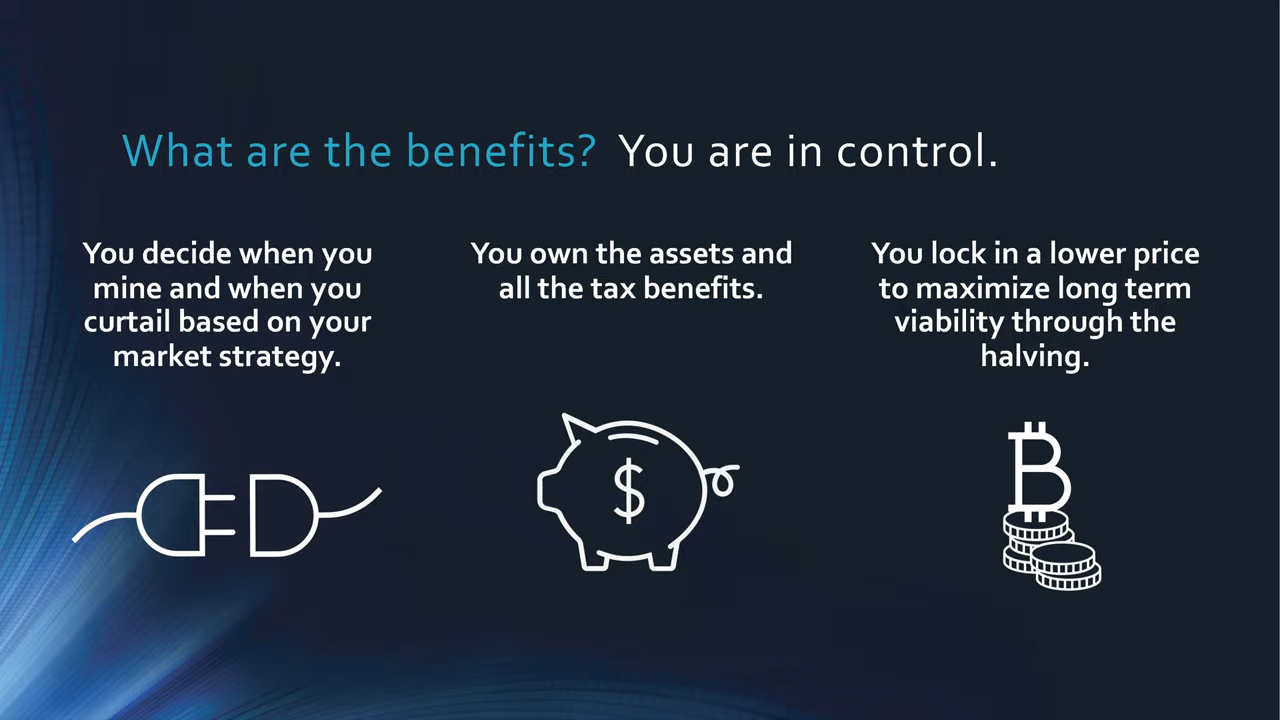 What are the benefits? You are in control.
You decide when you
mine and when you
curtail based on your
market strategy.
You own the assets and
all the tax benefits.
You lock in a lower price
to maximize long term
viability through the
halving.
$